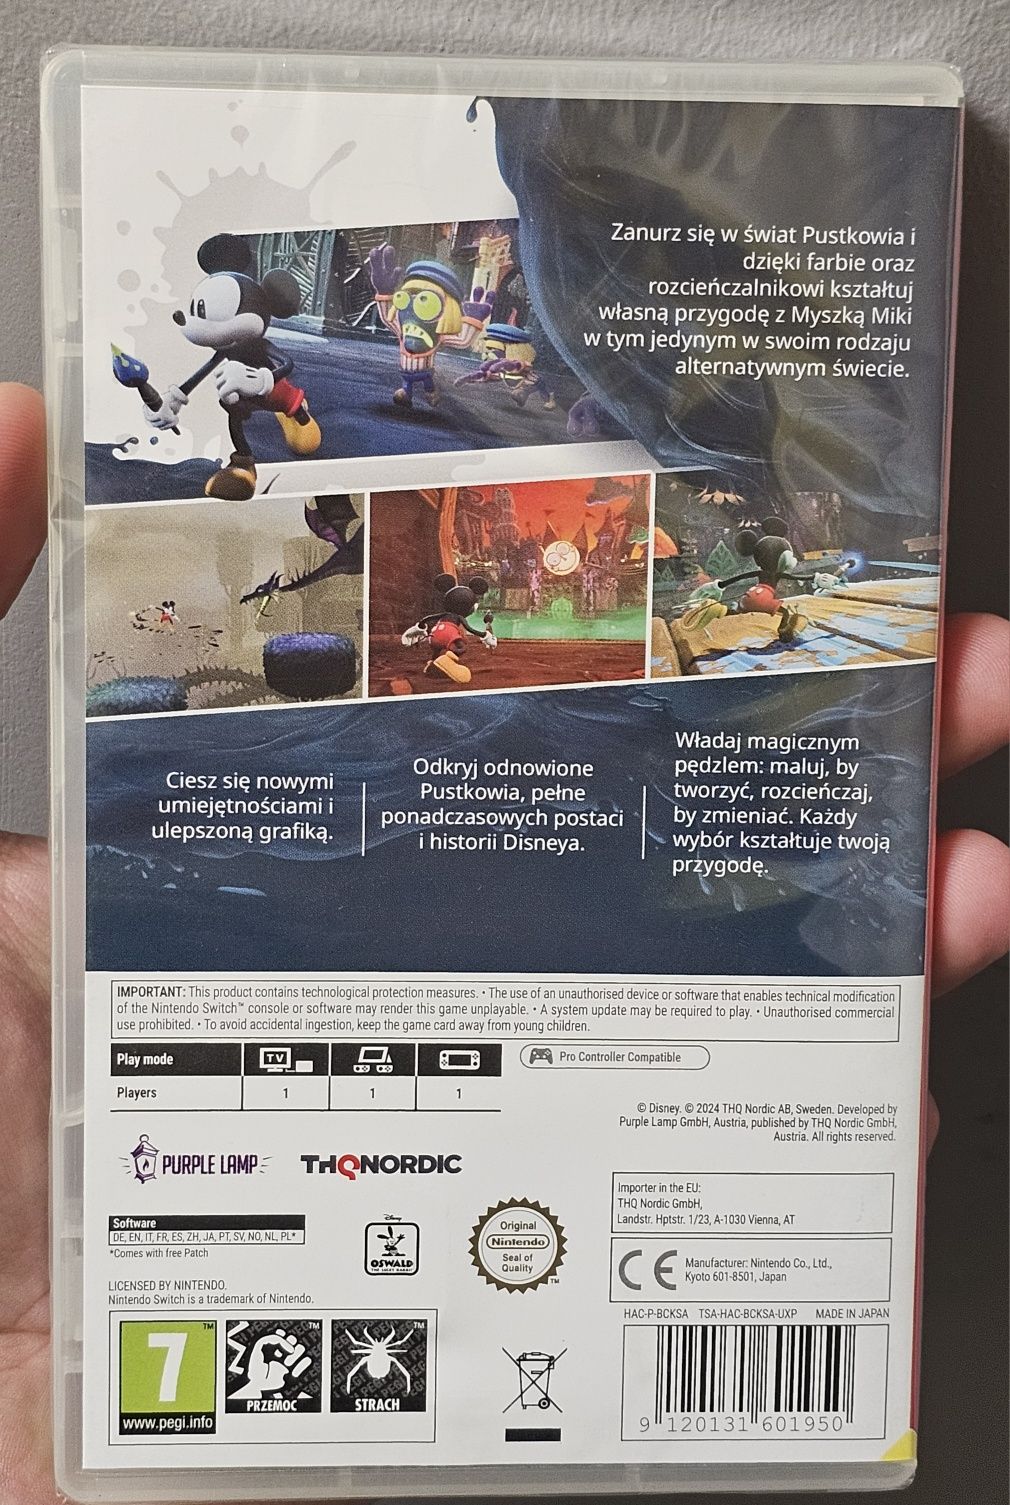 Zanurz się w świat Pustkowia i
dzięki farbie oraz
rozcieńczalnikowi kształtuj
własną przygodę z Myszką Miki
w tym jedynym w swoim rodzaju
alternatywnym świecie.
Ciesz się nowymi
umiejętnościami i
ulepszoną grafiką.
Odkryj odnowione
Pustkowia, pełne
ponadczasowych postaci
i historii Disneya.
Władaj magicznym
pędzlem: maluj, by
tworzyć, rozcieńczaj,
by zmieniać. Każdy
wybór kształtuje twoją
przygodę.
IMPORTANT: This product contains technological protection measures. • The use of an unauthorised device or software that enables technical modification
of the Nintendo Switch™ console or software may render this game unplayable. • A system update may be required to play. • Unauthorised commercial
use prohibited. • To avoid accidental ingestion, keep the game card away from young children.
Play mode
TV
Pro Controller Compatible
Players 1 1 1
© Disney. © 2024 THQ Nordic AB, Sweden. Developed by
Purple Lamp GmbH, Austria, published by THQ Nordic GmbH,
Austria. All rights reserved.
PURPLE LAMP
THQNORDIC
Importer in the EU:
THQ Nordic GmbH,
Landstr. Hptstr. 1/23, A-1030 Vienna, AT
Software
DE, EN, IT, FR, ES, ZH, JA, PT, SV, NO, NL, PL*
*Comes with free Patch
Disney
OSWALD
THE LUCKY RABBIT
Original
Nintendo
Seal of
Quality
TM
CE
Manufacturer: Nintendo Co., Ltd.,
Kyoto 601-8501, Japan
LICENSED BY NINTENDO.
Nintendo Switch is a trademark of Nintendo.
HAC-P-BCKSA TSA-HAC-BCKSA-UXP MADE IN JAPAN
7
TM
www.pegi.info
PRZEMOC
TM
STRACH
TM
9 120131 601950